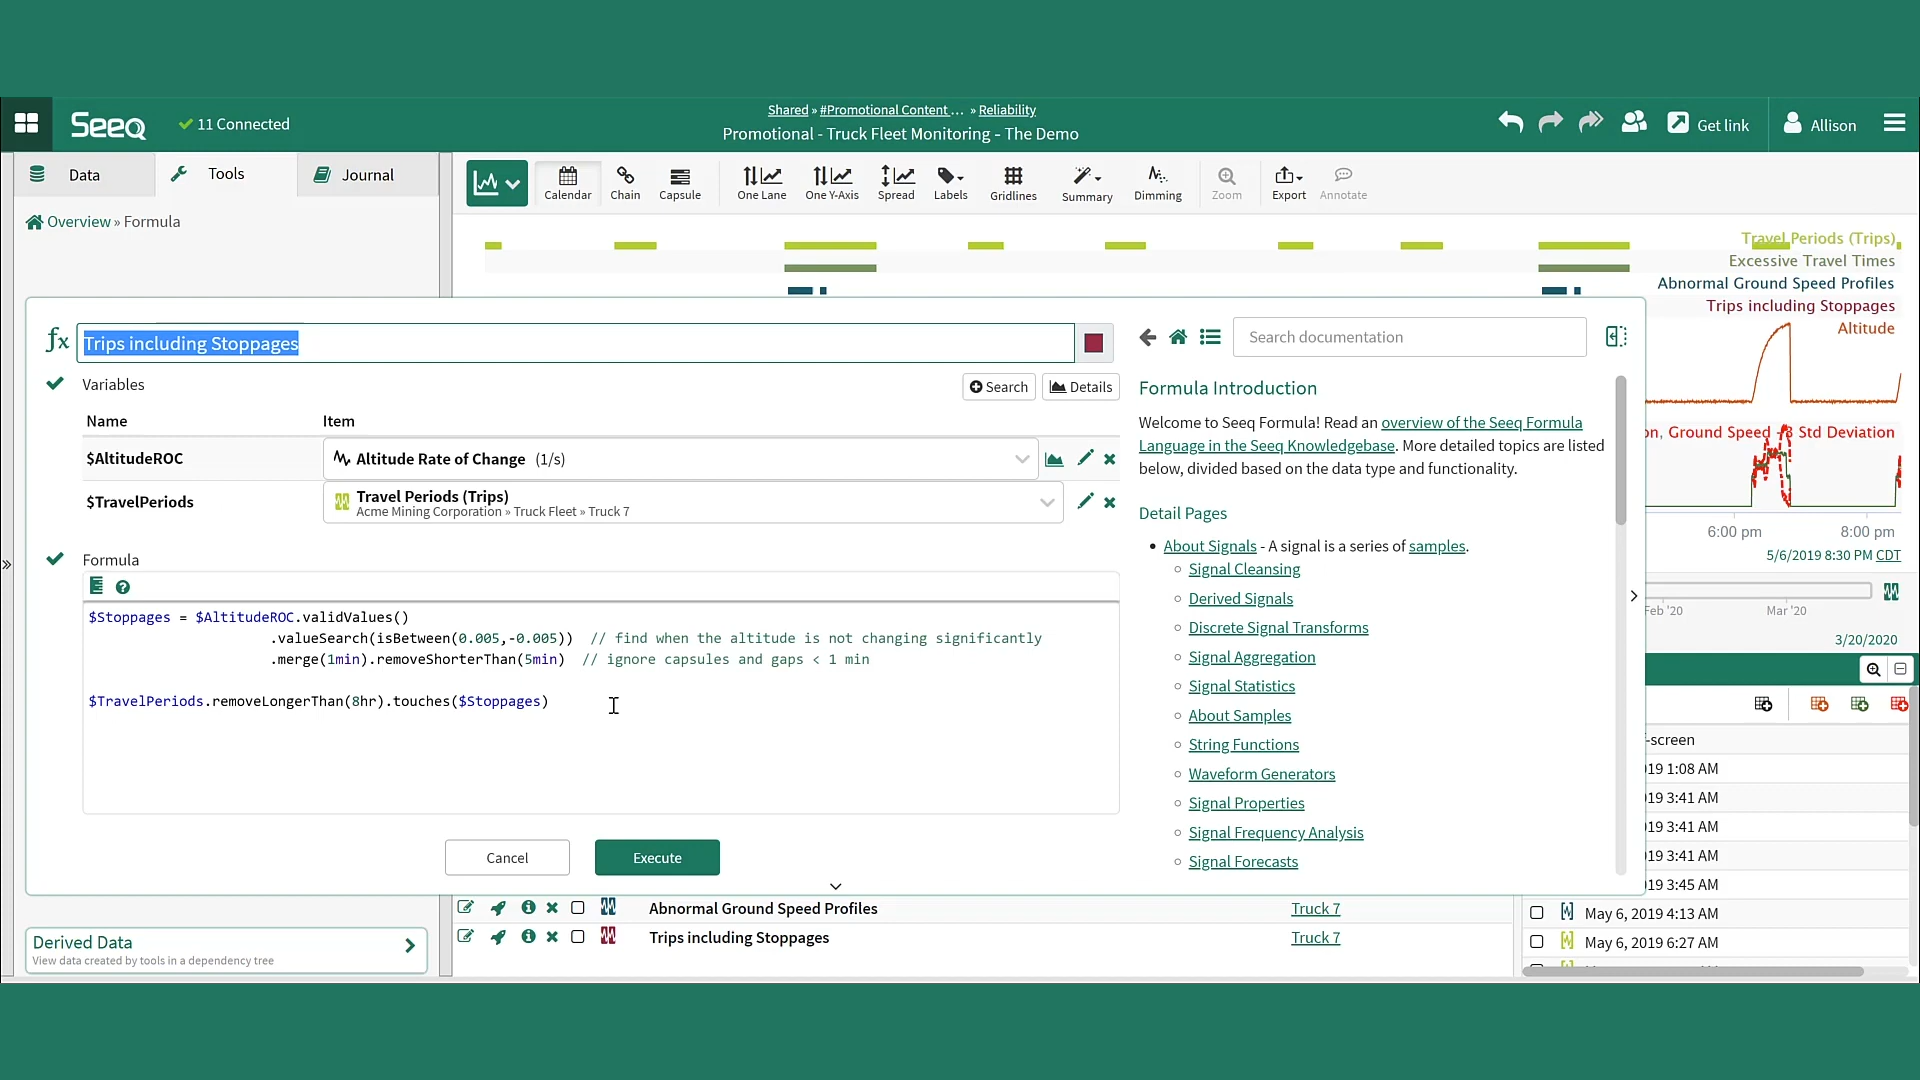 Seeq
11 Connected
Shared » #Promotional Content ... » Reliability
Promotional - Truck Fleet Monitoring - The Demo
Get link
Allison
Data
Tools
Journal
Calendar
Chain
Capsule
One Lane
One Y-Axis
Spread
Labels
Gridlines
Summary
Dimming
Zoom
Export
Annotate
Overview » Formula
Travel Periods (Trips)
Excessive Travel Times
Abnormal Ground Speed Profiles
Trips including Stoppages
Altitude
on, Ground Speed -3 Std Deviation
6:00 pm
8:00 pm
5/6/2019 8:30 PM CDT
Feb '20
Mar '20
3/20/2020
fx
Trips including Stoppages
Variables
Search
Details
Name
Item
$AltitudeROC
Altitude Rate of Change (1/s)
$TravelPeriods
Travel Periods (Trips)
Acme Mining Corporation » Truck Fleet » Truck 7
Formula
$Stoppages = $AltitudeROC.validValues()
.valueSearch(isBetween(0.005,-0.005)) // find when the altitude is not changing significantly
.merge(1min).removeShorterThan(5min) // ignore capsules and gaps < 1 min
$TravelPeriods.removeLongerThan(8hr).touches($Stoppages)
Cancel
Execute
Search documentation
Formula Introduction
Welcome to Seeq Formula! Read an overview of the Seeq Formula
Language in the Seeq Knowledgebase. More detailed topics are listed
below, divided based on the data type and functionality.
Detail Pages
About Signals - A signal is a series of samples.
Signal Cleansing
Derived Signals
Discrete Signal Transforms
Signal Aggregation
Signal Statistics
About Samples
String Functions
Waveform Generators
Signal Properties
Signal Frequency Analysis
Signal Forecasts
-screen
19 1:08 AM
19 3:41 AM
19 3:41 AM
19 3:41 AM
19 3:45 AM
May 6, 2019 4:13 AM
May 6, 2019 6:27 AM
Abnormal Ground Speed Profiles
Truck 7
Trips including Stoppages
Truck 7
Derived Data
View data created by tools in a dependency tree